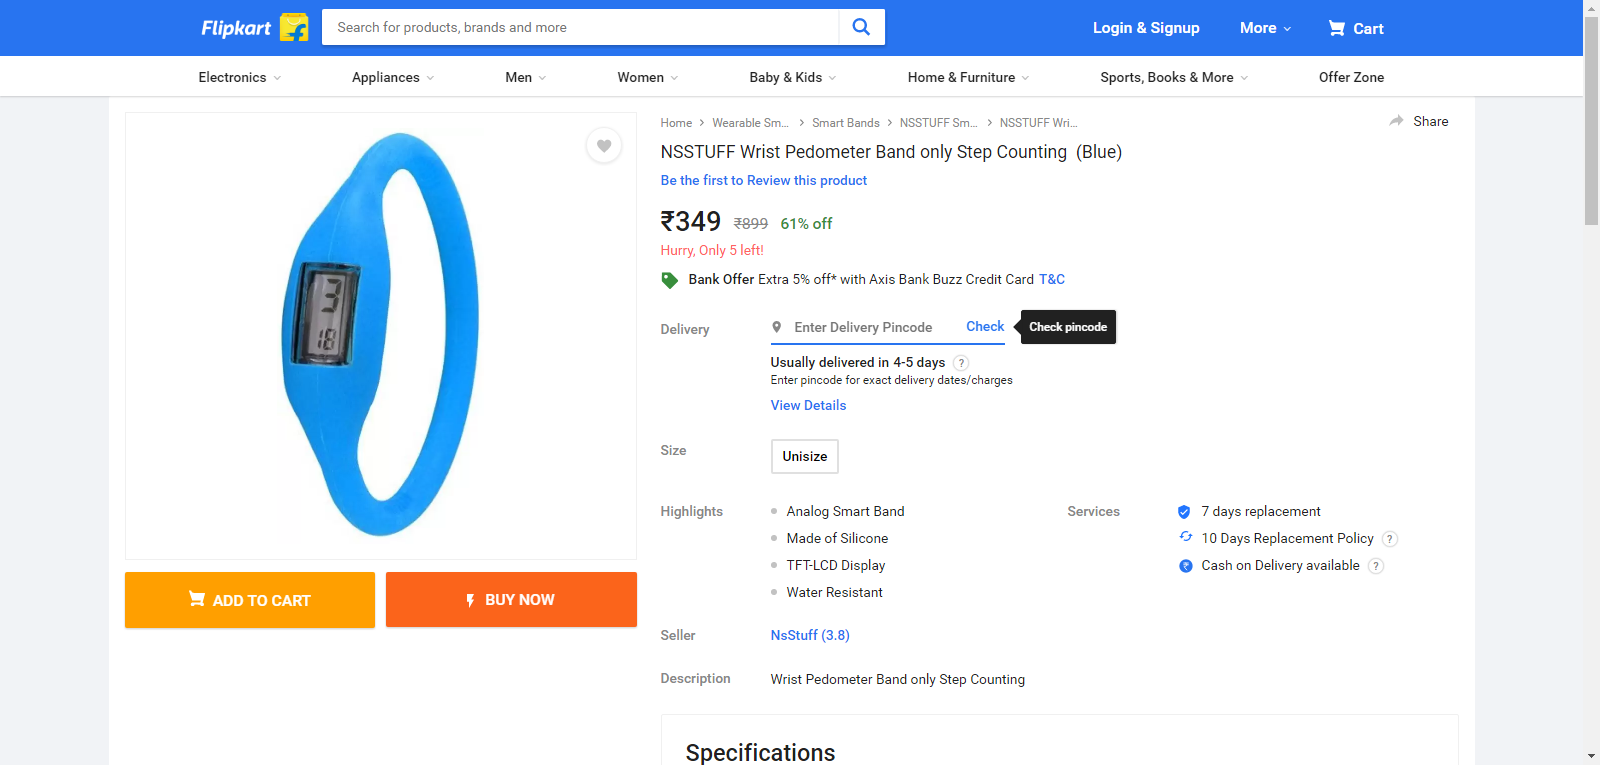 Flipkart
Search for products, brands and more
Login & Signup
More
Cart
Electronics
Appliances
Men
Women
Baby & Kids
Home & Furniture
Sports, Books & More
Offer Zone
Home
Wearable Sm...
Smart Bands
NSSTUFF Sm...
NSSTUFF Wri...
Share
NSSTUFF Wrist Pedometer Band only Step Counting (Blue)
Be the first to Review this product
₹349 ₹899 61% off
Hurry, Only 5 left!
Bank Offer Extra 5% off* with Axis Bank Buzz Credit Card T&C
Delivery
Enter Delivery Pincode
Check
Check pincode
Usually delivered in 4-5 days ?
Enter pincode for exact delivery dates/charges
View Details
Size
Unisize
Highlights
Analog Smart Band
Made of Silicone
TFT-LCD Display
Water Resistant
Services
7 days replacement
10 Days Replacement Policy ?
Cash on Delivery available ?
Seller
NsStuff (3.8)
Description
Wrist Pedometer Band only Step Counting
Specifications
3
18
ADD TO CART
BUY NOW